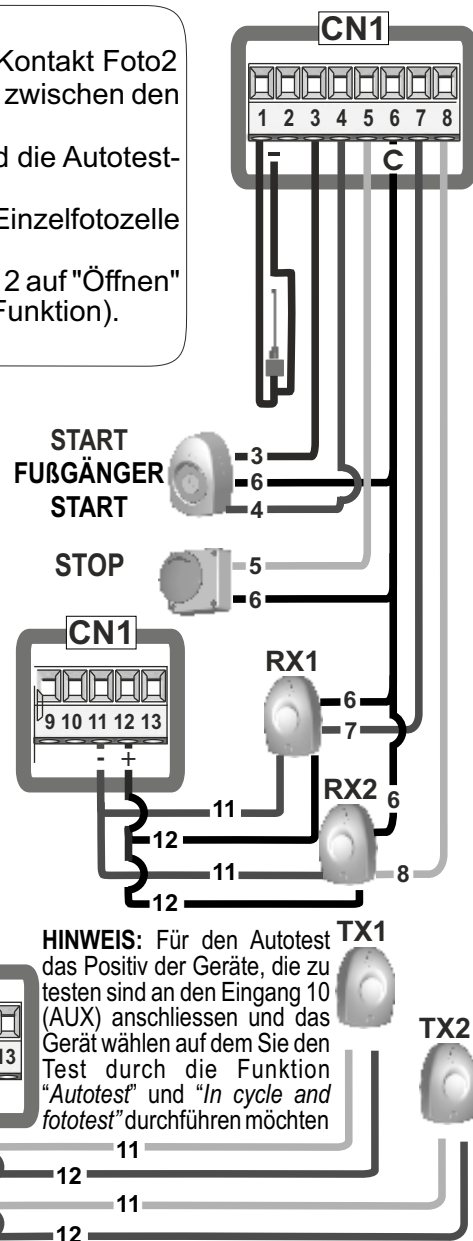 CN1
Kontakt Foto2
zwischen den
d die Autotest-
Einzelfotozelle
2 auf "Öffnen"
Funktion).
1 2 3 4 5 6 7 8
- C
START
FUßGÄNGER
START
3
6
4
STOP
5
6
CN1
9 10 11 12 13
- +
RX1
6
7
RX2
6
11
12
11
8
12
HINWEIS: Für den Autotest
das Positiv der Geräte, die zu
testen sind an den Eingang 10
(AUX) anschliessen und das
Gerät wählen auf dem Sie den
Test durch die Funktion
“Autotest” und “In cycle and
fototest” durchführen möchten
TX1
TX2
13
11
12
11
12